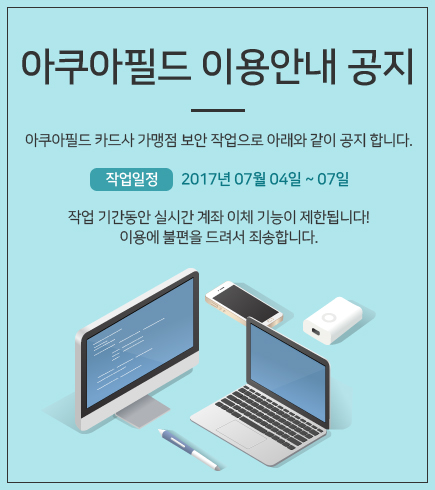 아쿠아필드 이용안내 공지
아쿠아필드 카드사 가맹점 보안 작업으로 아래와 같이 공지 합니다.
작업일정 2017년 07월 04일 ~ 07일
작업 기간동안 실시간 계좌 이체 기능이 제한됩니다!
이용에 불편을 드려서 죄송합니다.